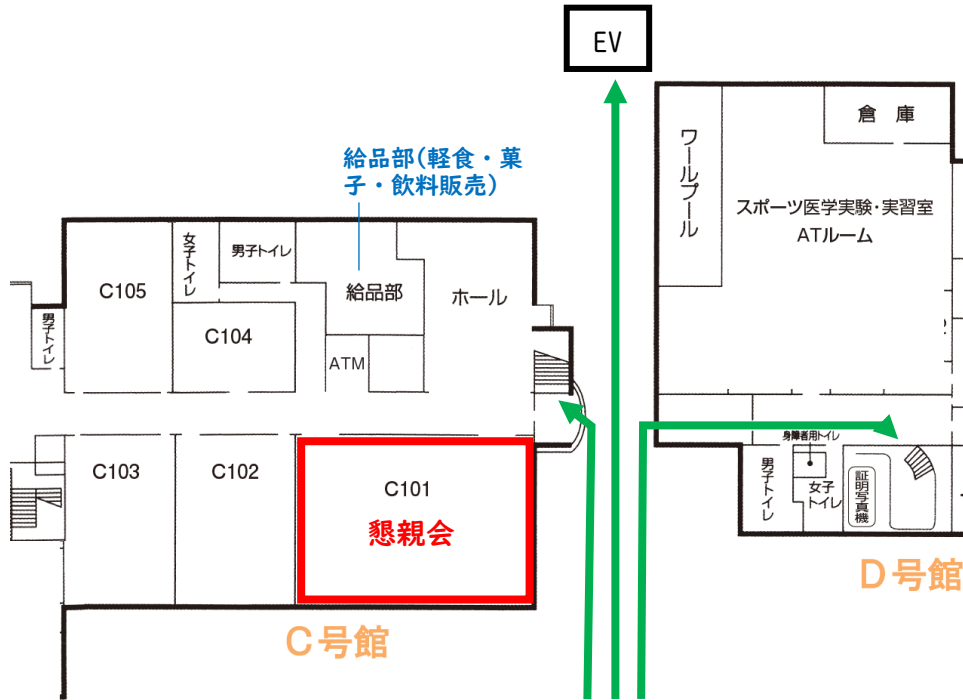 EV
倉 庫
ワールプール
スポーツ医学実験・実習室
ATルーム
給品部(軽食・菓
子・飲料販売)
C105
女子トイレ
男子トイレ
給品部
ホール
男子トイレ
C104
ATM
C103
C102
C101
懇親会
身障者用トイレ
男子トイレ
女子
トイレ
証明写真機
C号館
D号館